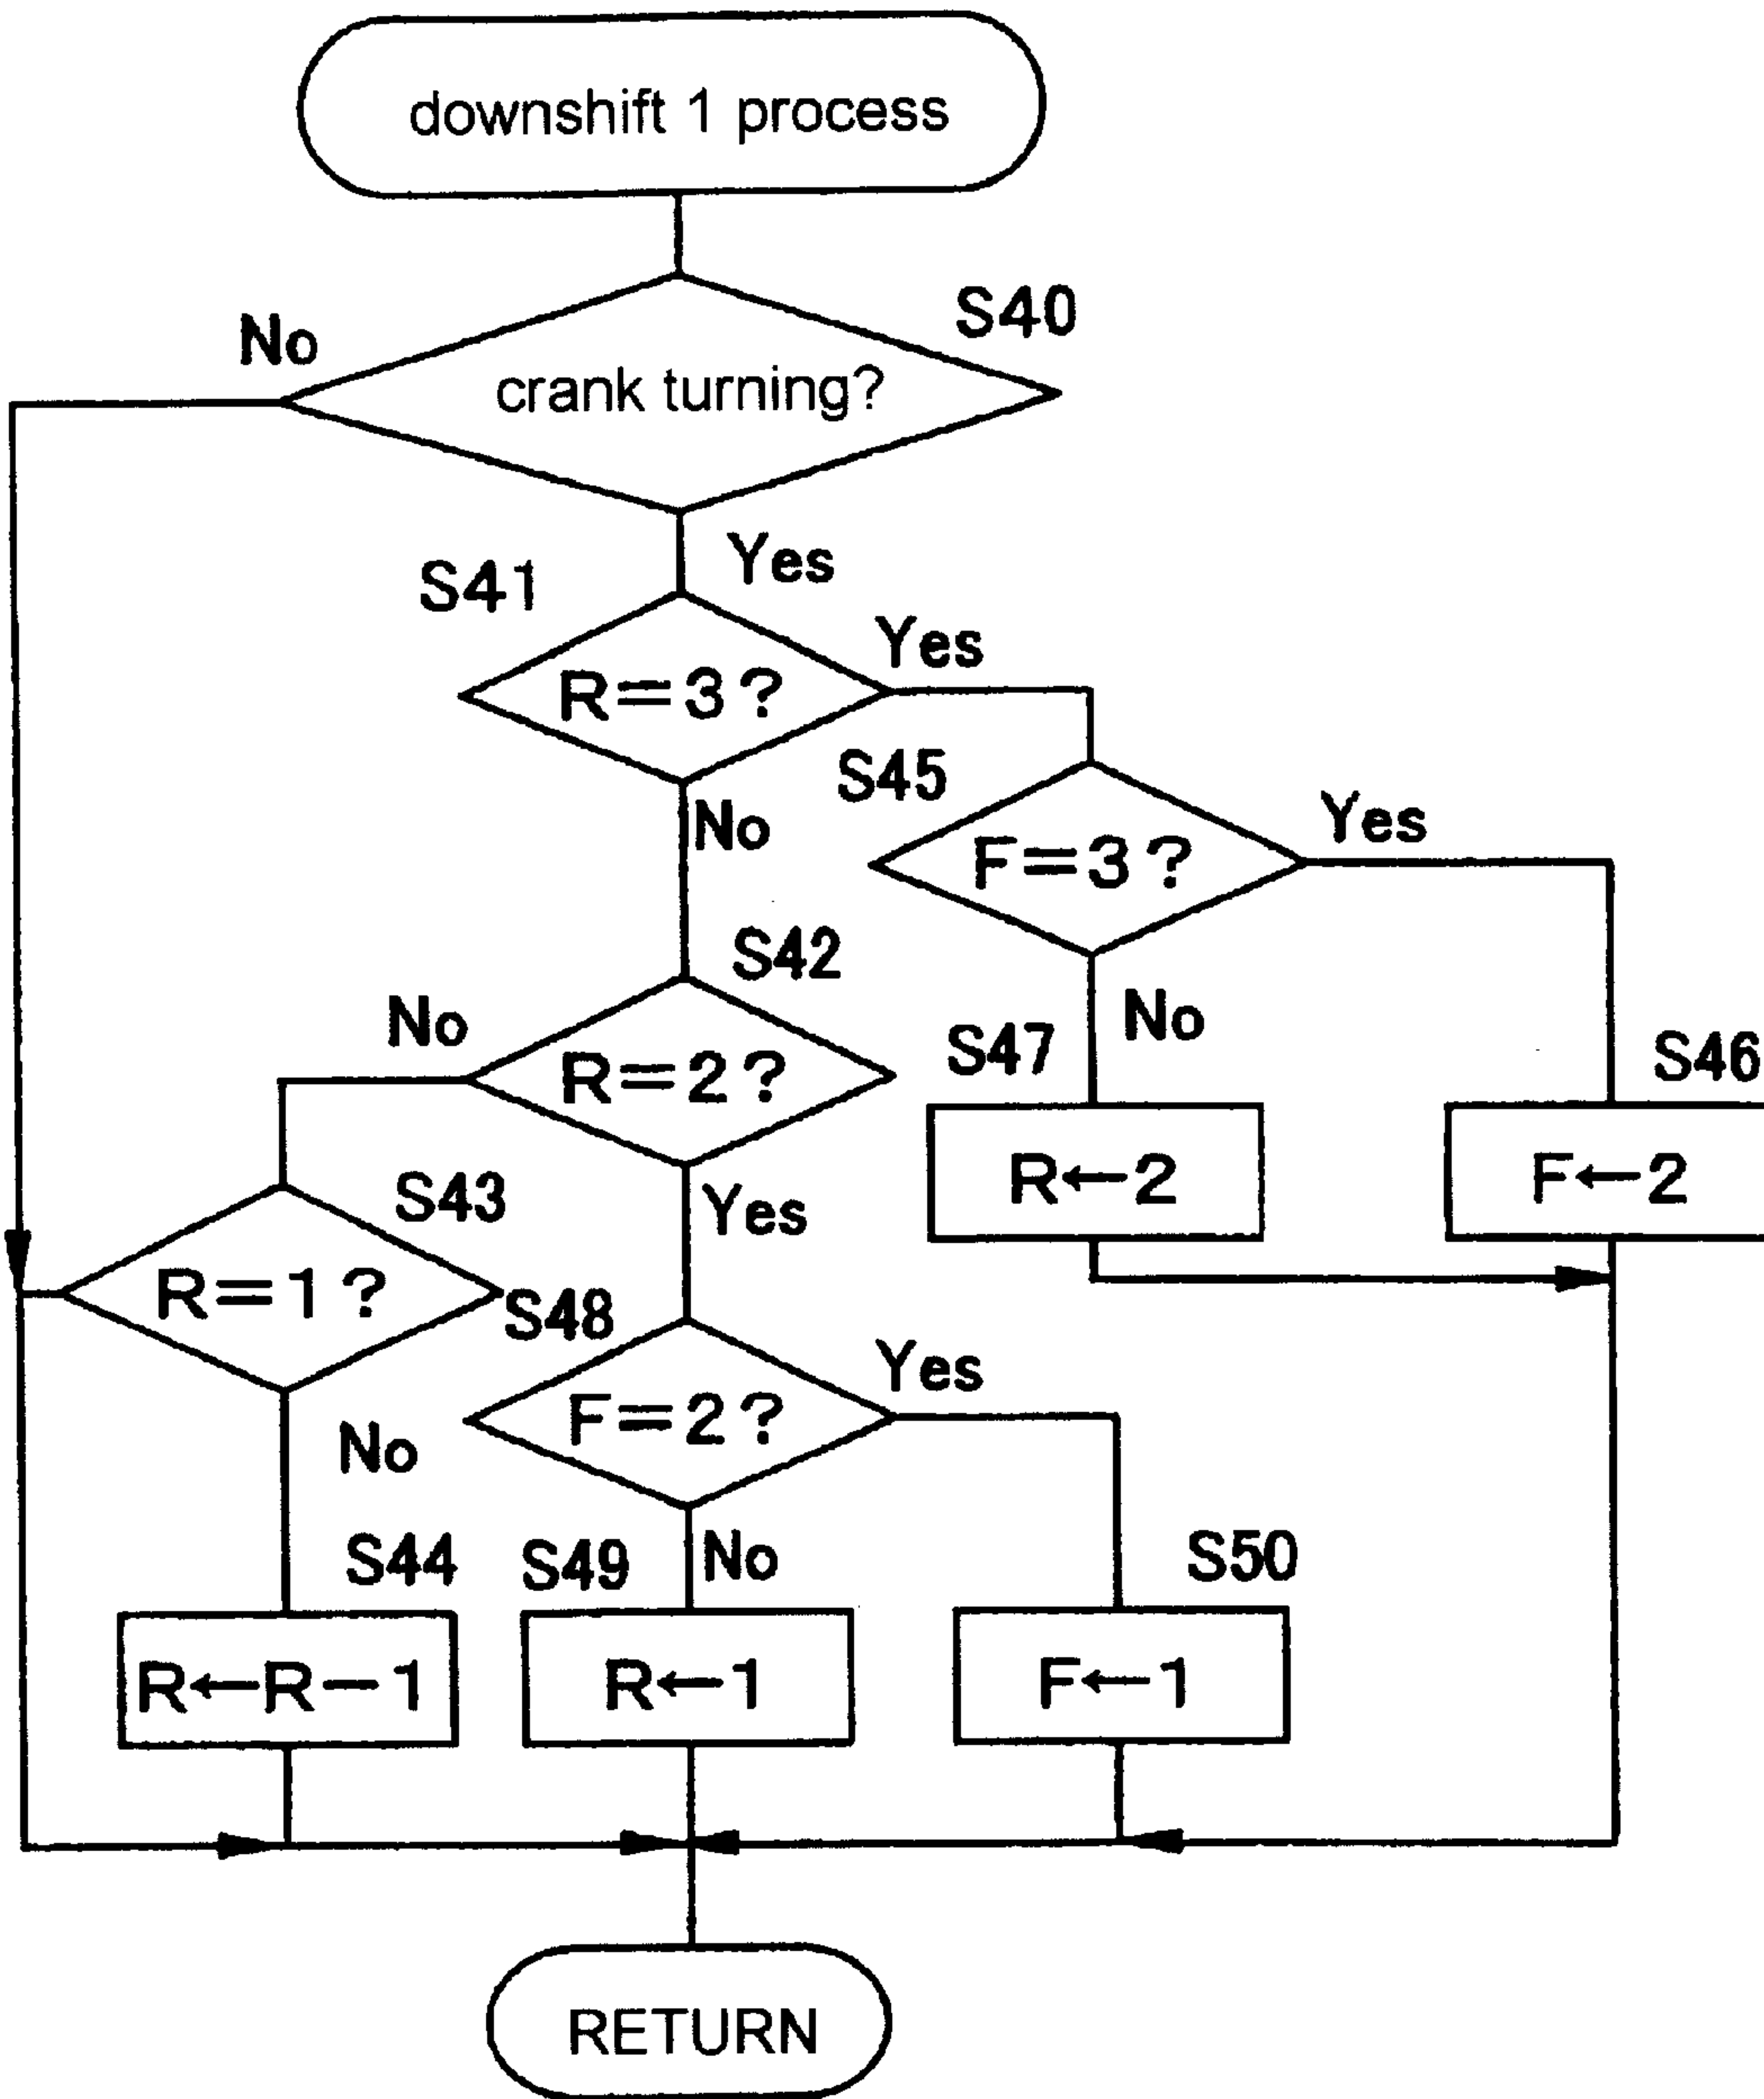 downshift 1 process
S40
No
crank turning?
Yes
S41
Yes
R=3?
S45
No
Yes
F=3?
S42
No
No
S47
S46
R=2?
R←2
F←2
S43
Yes
R=1?
S48
Yes
F=2?
No
S44
S49
No
S50
R←R-1
R←1
F←1
RETURN